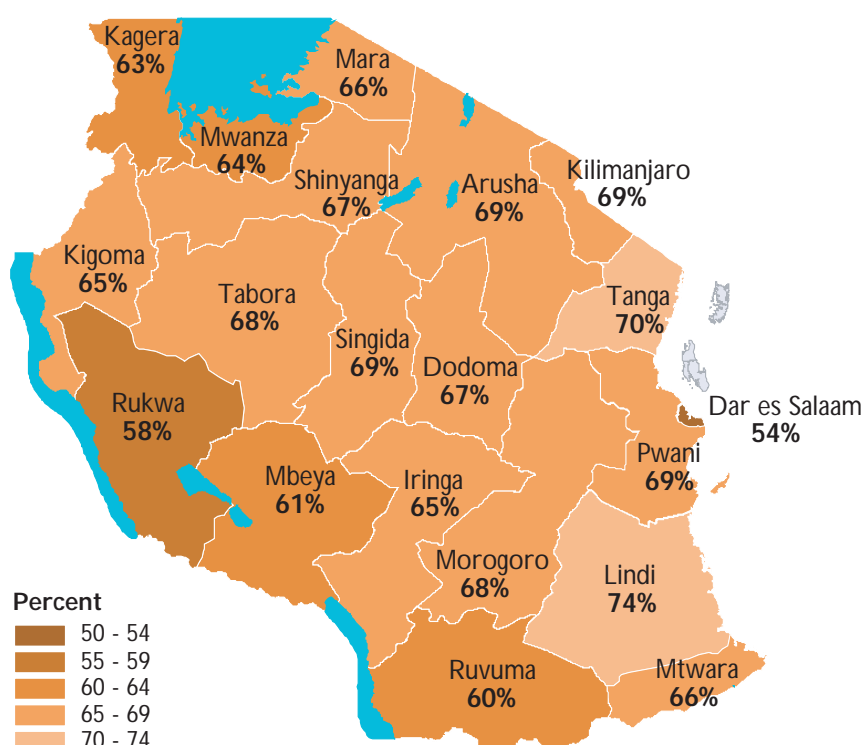 Kagera
63%
Mara
66%
Mwanza
64%
Shinyanga
67%
Arusha
69%
Kilimanjaro
69%
Kigoma
65%
Tabora
68%
Singida
69%
Dodoma
67%
Tanga
70%
Rukwa
58%
Dar es Salaam
54%
Pwani
69%
Mbeya
61%
Iringa
65%
Morogoro
68%
Lindi
74%
Ruvuma
60%
Mtwara
66%
Percent
50 - 54
55 - 59
60 - 64
65 - 69
70 - 74